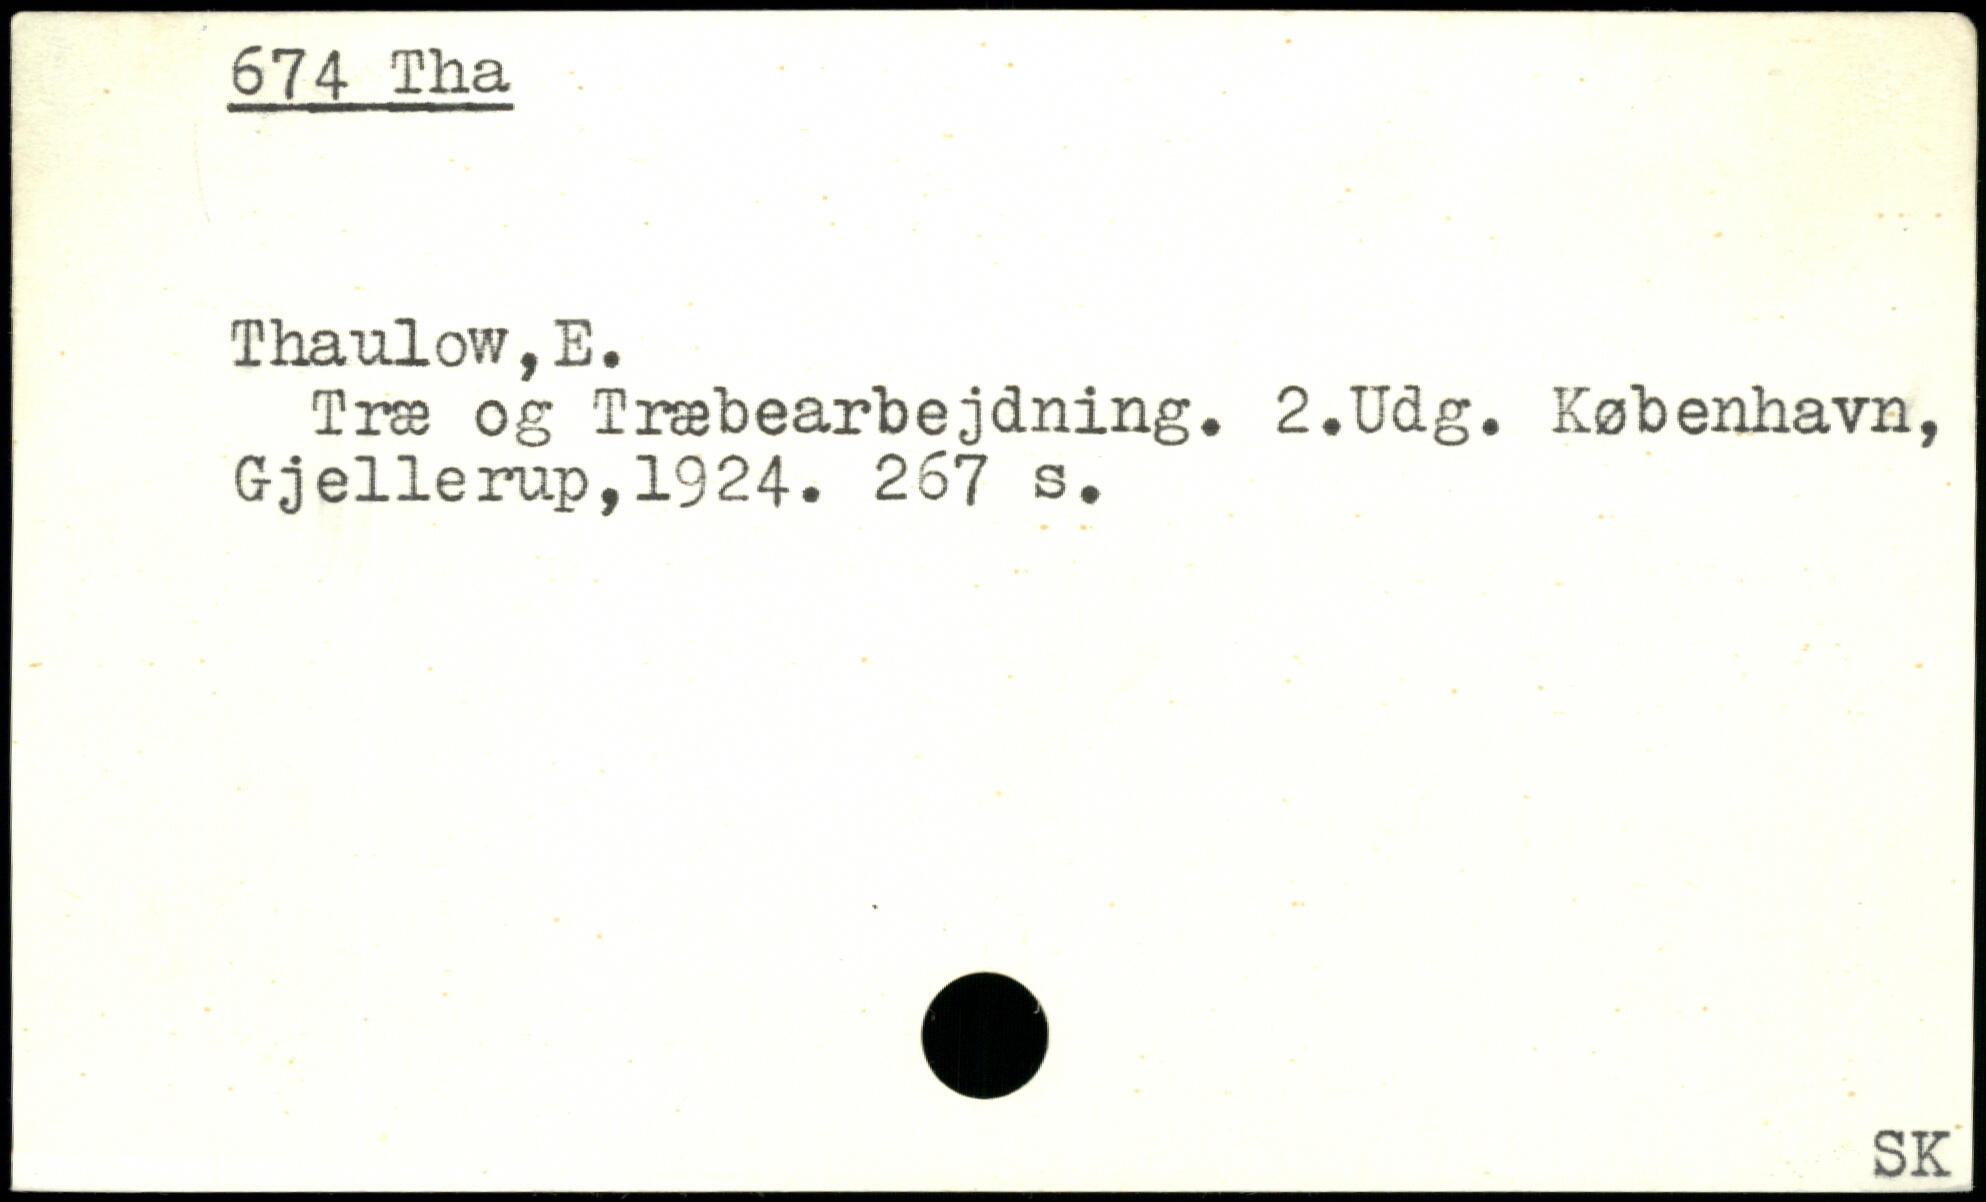 674 Tha
Thaulow,E.
Træ og Træbearbejdning. 2.Udg. København,
Gjellerup,1924. 267 s.
SK